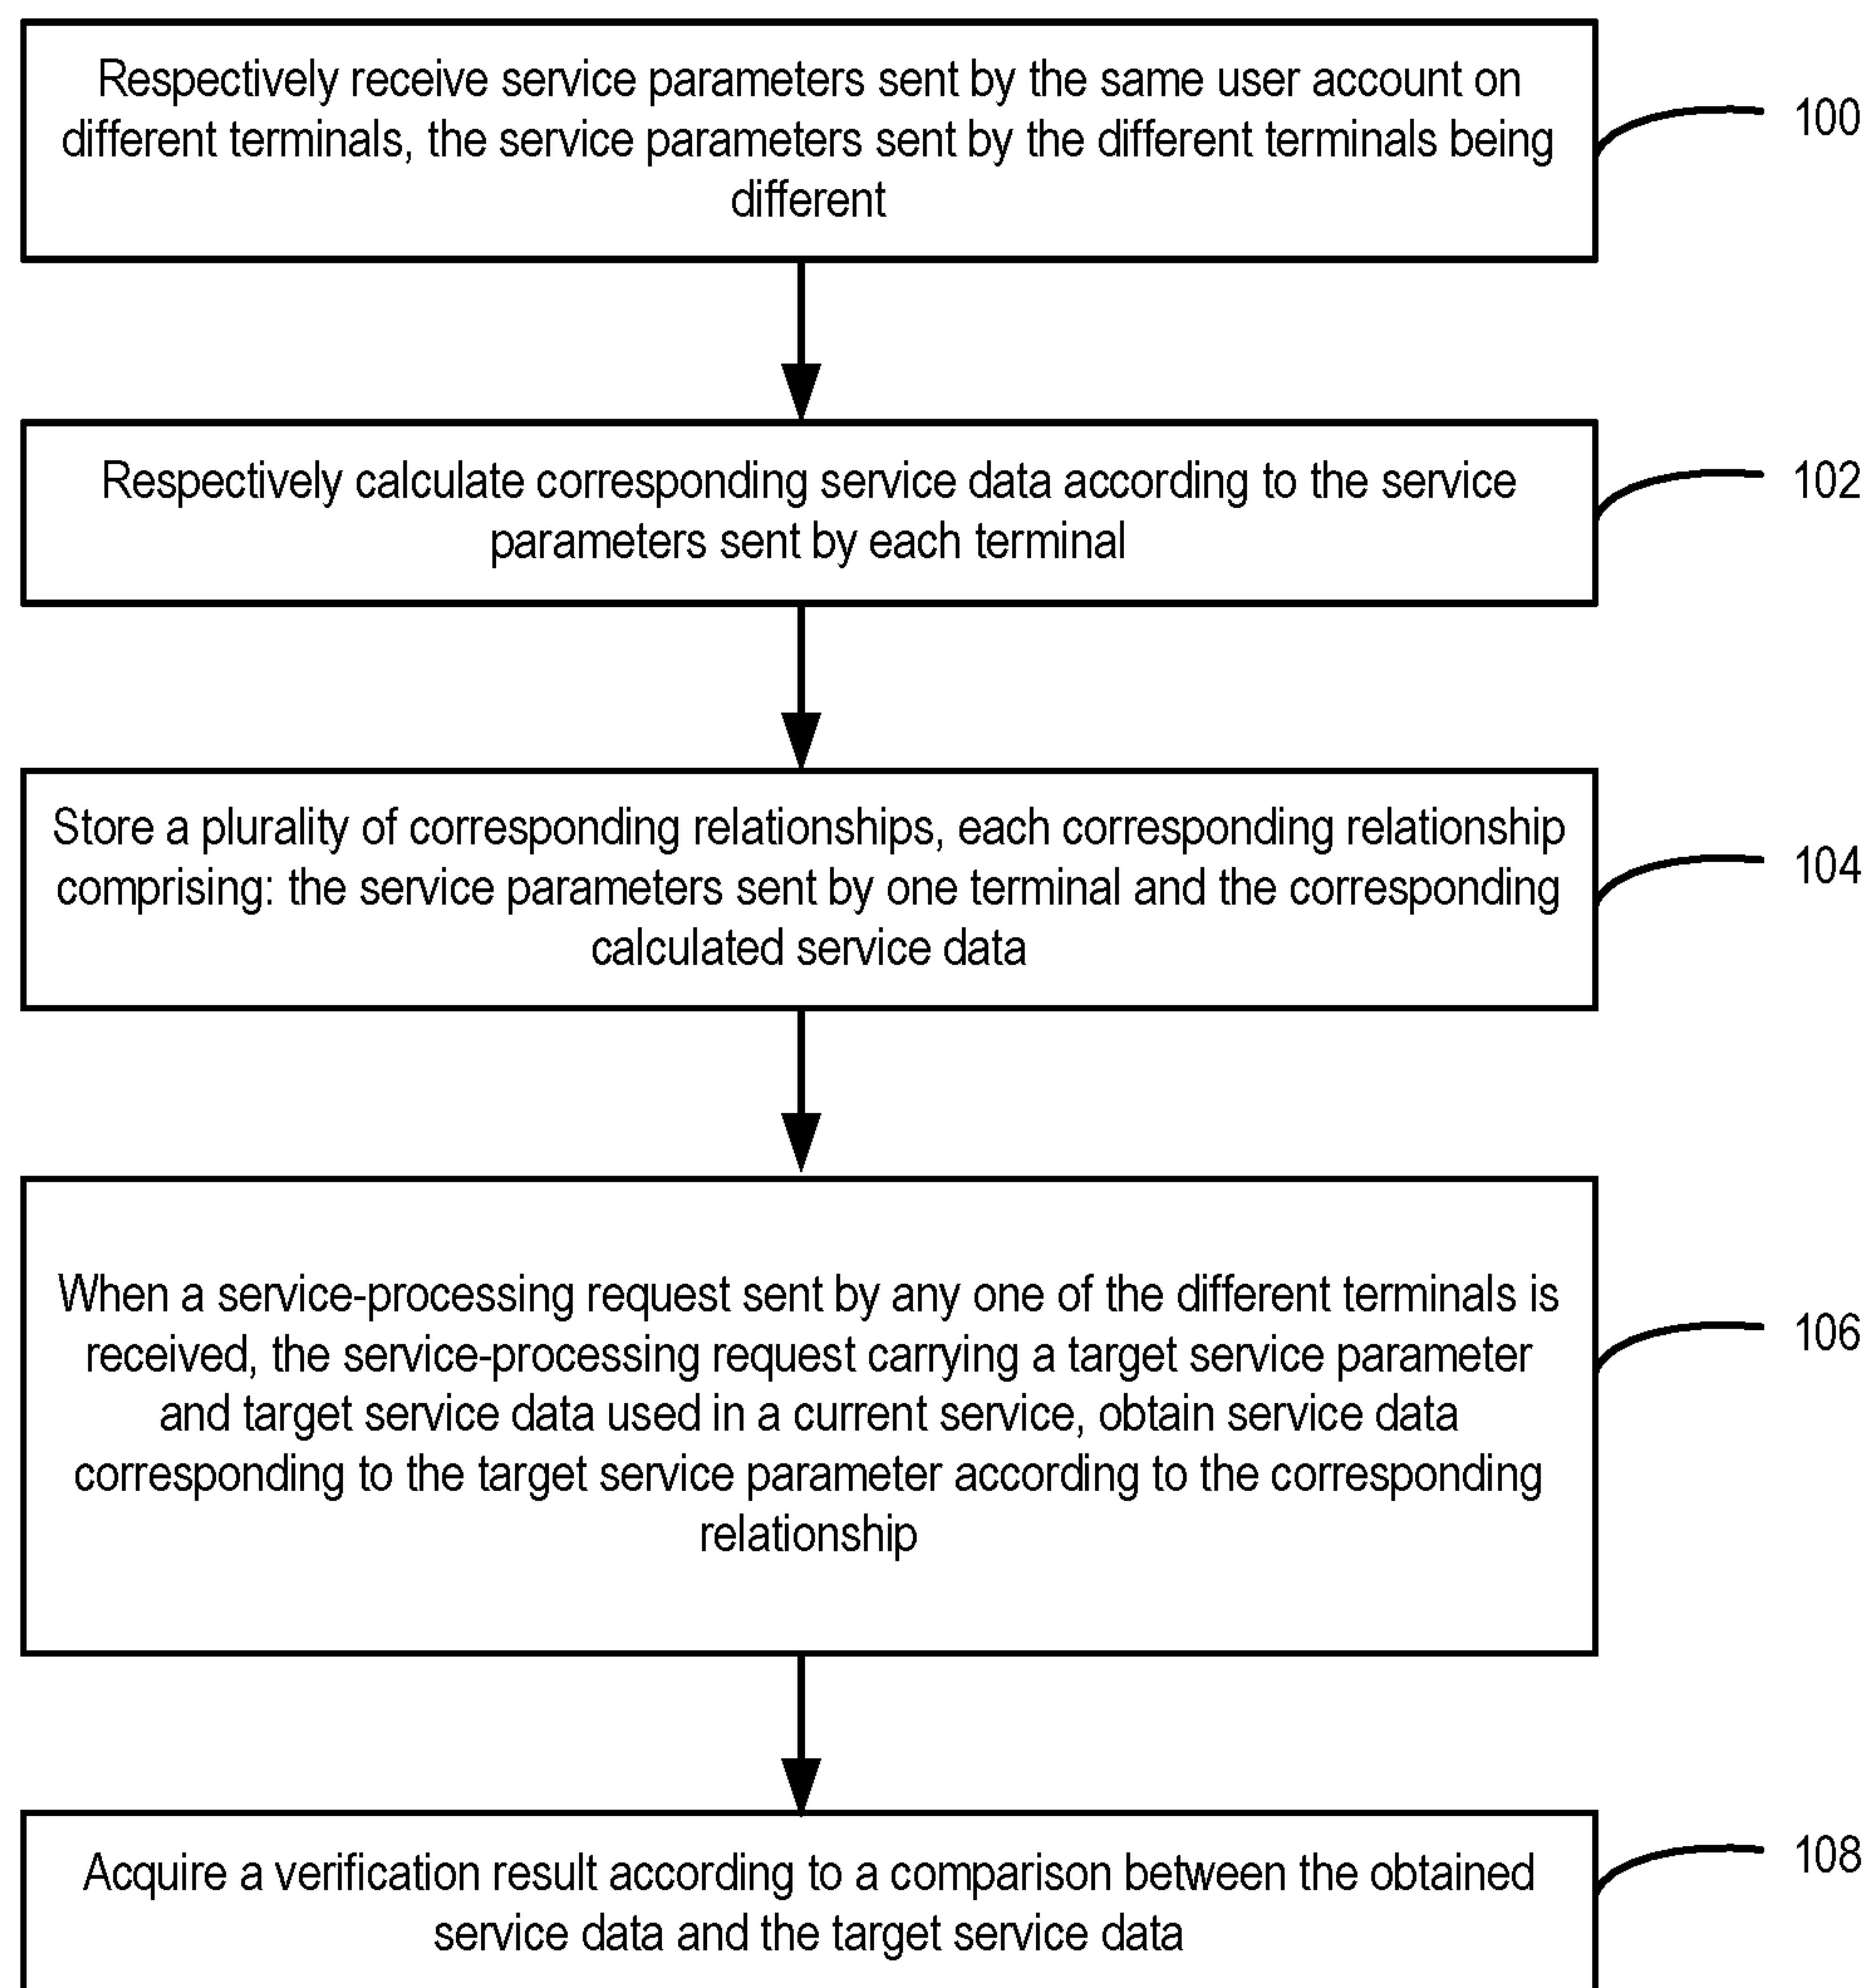 Respectively receive service parameters sent by the same user account on
different terminals, the service parameters sent by the different terminals being
different
100
Respectively calculate corresponding service data according to the service
parameters sent by each terminal
102
Store a plurality of corresponding relationships, each corresponding relationship
comprising: the service parameters sent by one terminal and the corresponding
calculated service data
104
When a service-processing request sent by any one of the different terminals is
received, the service-processing request carrying a target service parameter
and target service data used in a current service, obtain service data
corresponding to the target service parameter according to the corresponding
relationship
106
Acquire a verification result according to a comparison between the obtained
service data and the target service data
108